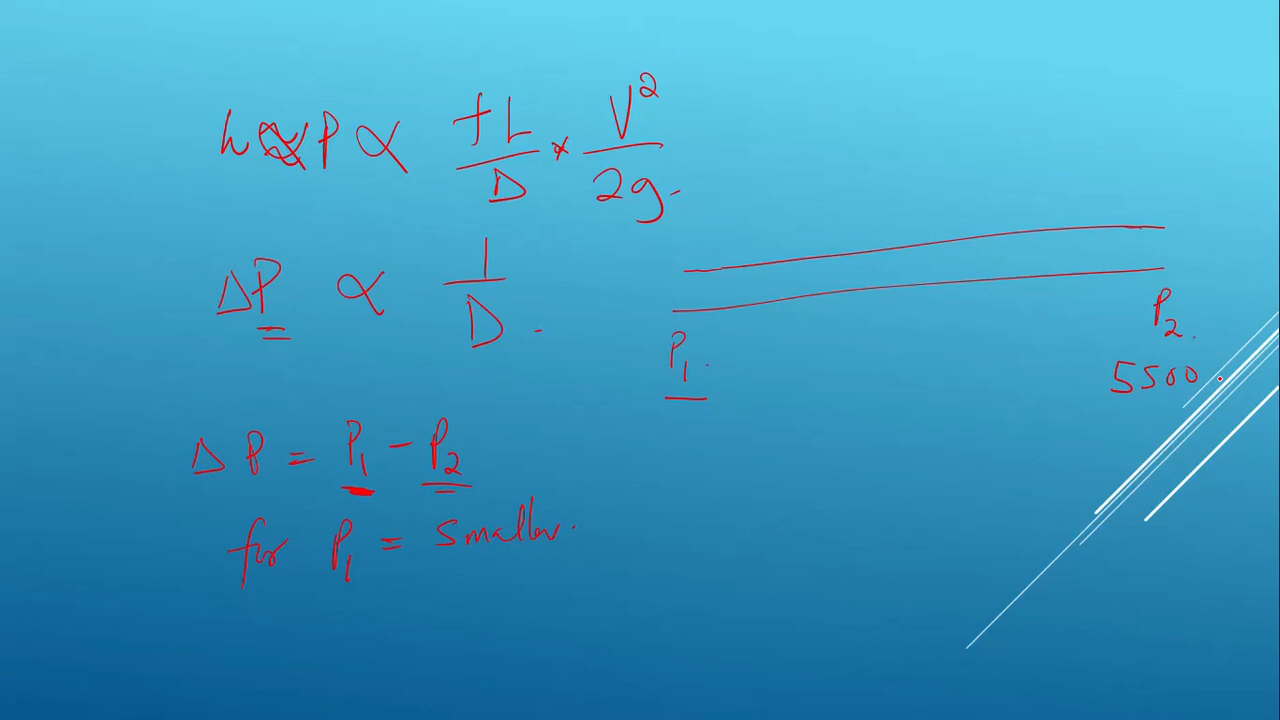 h P ∝ fL/D * V²/2g.
ΔP ∝ 1/D.
P₂.
5500
P₁.
ΔP = P₁ - P₂
for P₁ = smaller.